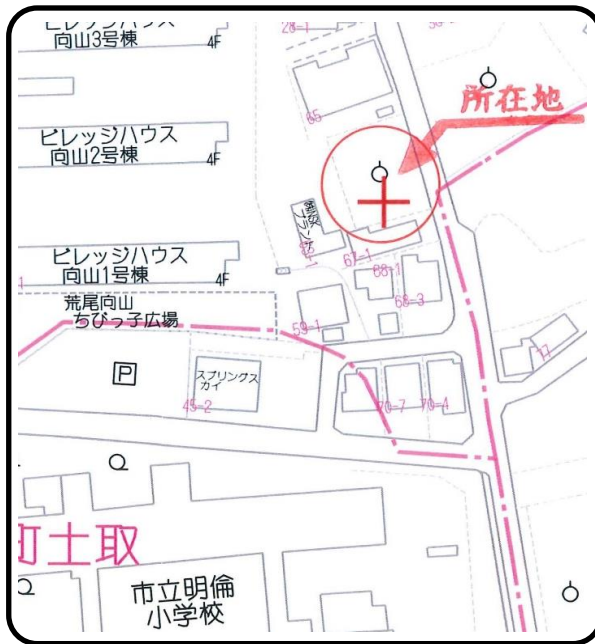 ビレッジハウス
向山3号棟
4F
28-1
所在地
65
ビレッジハウス
向山2号棟
4F
67-1
68-1
68-3
ビレッジハウス
向山1号棟
4F
荒尾向山
ちびっ子広場
59-1
77
P
スプリングス
カイ
45-2
70-7
70-4
町土取
市立明倫
小学校